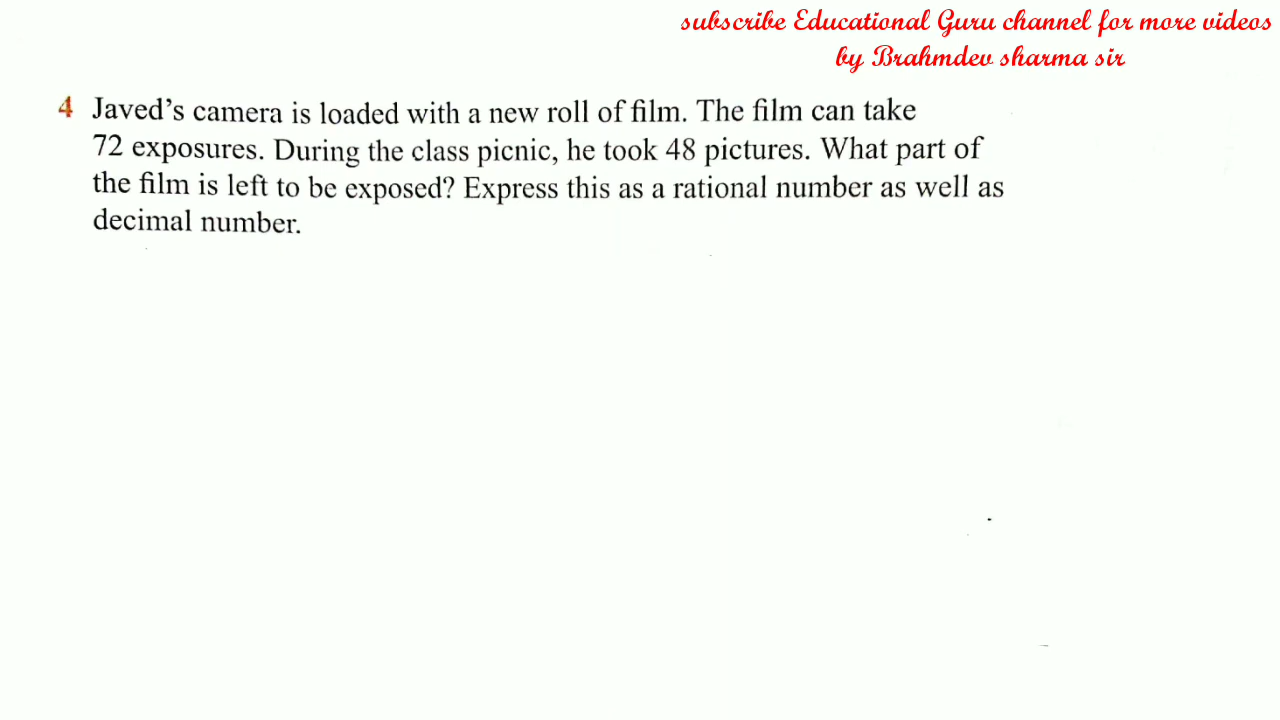 subscribe Educational Guru channel for more videos
by Brahmdev sharma sir
4 Javed's camera is loaded with a new roll of film. The film can take
72 exposures. During the class picnic, he took 48 pictures. What part of
the film is left to be exposed? Express this as a rational number as well as
decimal number.